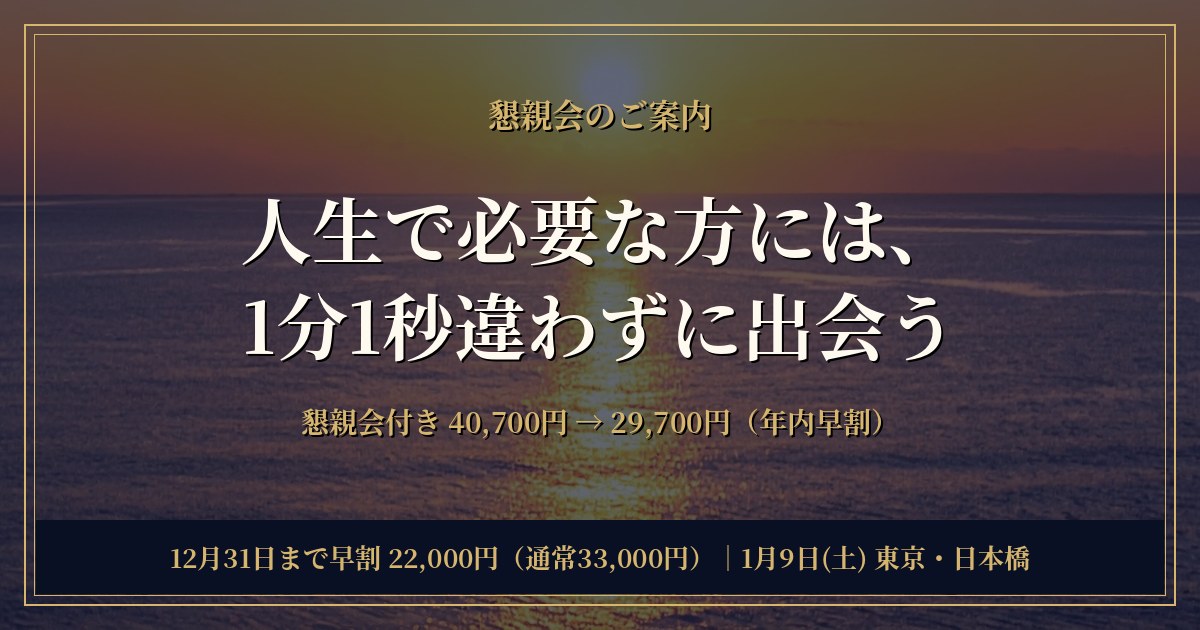 懇親会のご案内
人生で必要な方には、
1分1秒違わずに出会う
懇親会付き 40,700円 → 29,700円（年内早割）
12月31日まで早割 22,000円（通常33,000円）｜1月9日(土) 東京・日本橋